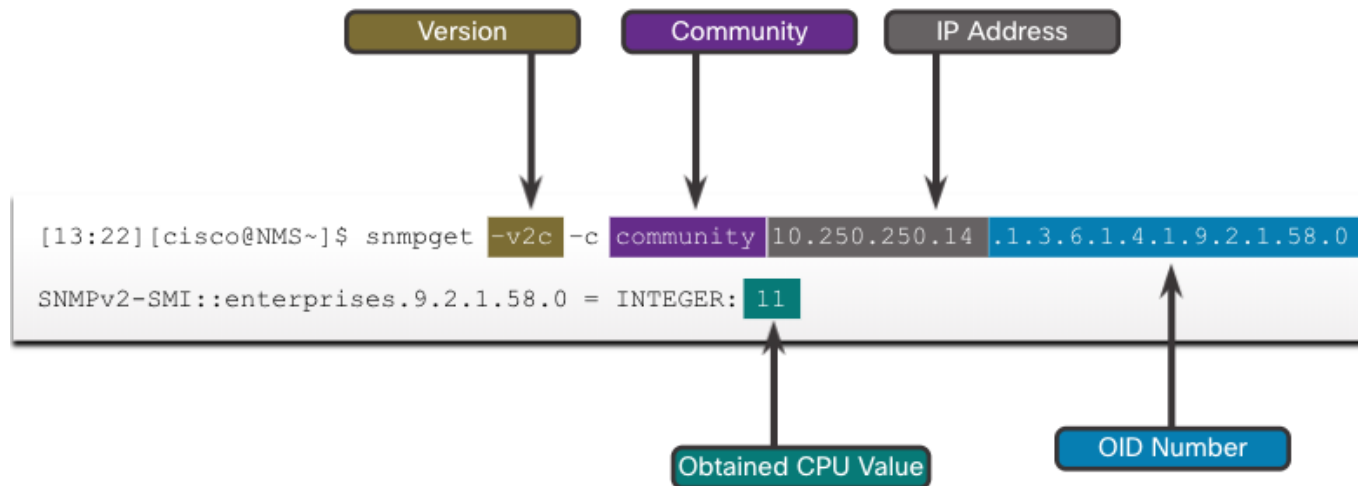 Version
Community
IP Address
[13:22][cisco@NMS~]$ snmpget -v2c -c community 10.250.250.14 .1.3.6.1.4.1.9.2.1.58.0
SNMPv2-SMI::enterprises.9.2.1.58.0 = INTEGER: 11
Obtained CPU Value
OID Number